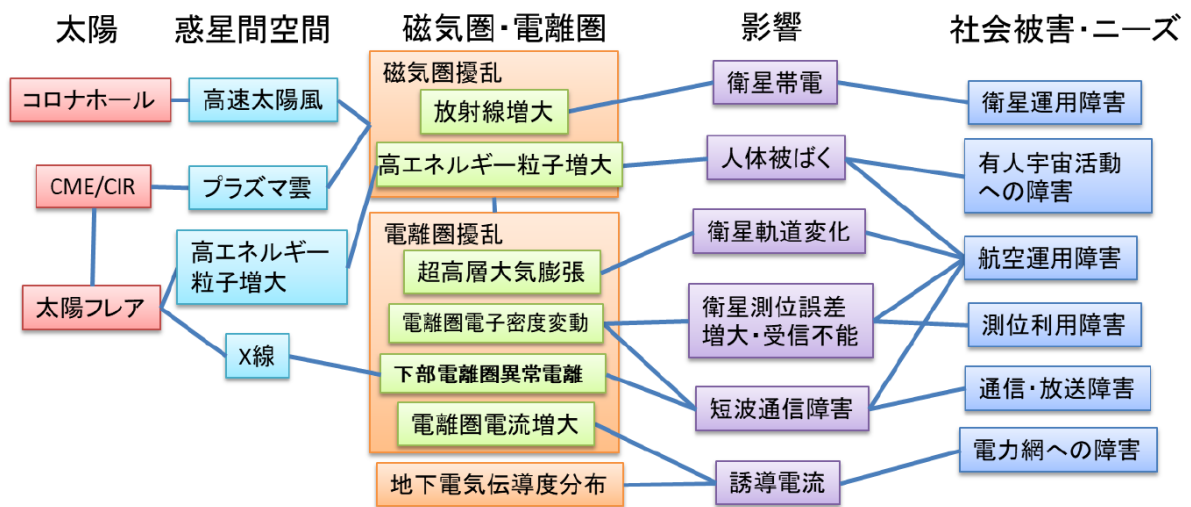 太陽
惑星間空間
磁気圏・電離圏
影響
社会被害・ニーズ
コロナホール
CME/CIR
太陽フレア
高速太陽風
プラズマ雲
高エネルギー
粒子増大
X線
磁気圏擾乱
放射線増大
高エネルギー粒子増大
電離圏擾乱
超高層大気膨張
電離圏電子密度変動
下部電離圏異常電離
電離圏電流増大
地下電気伝導度分布
衛星帯電
人体被ばく
衛星軌道変化
衛星測位誤差
増大・受信不能
短波通信障害
誘導電流
衛星運用障害
有人宇宙活動
への障害
航空運用障害
測位利用障害
通信・放送障害
電力網への障害